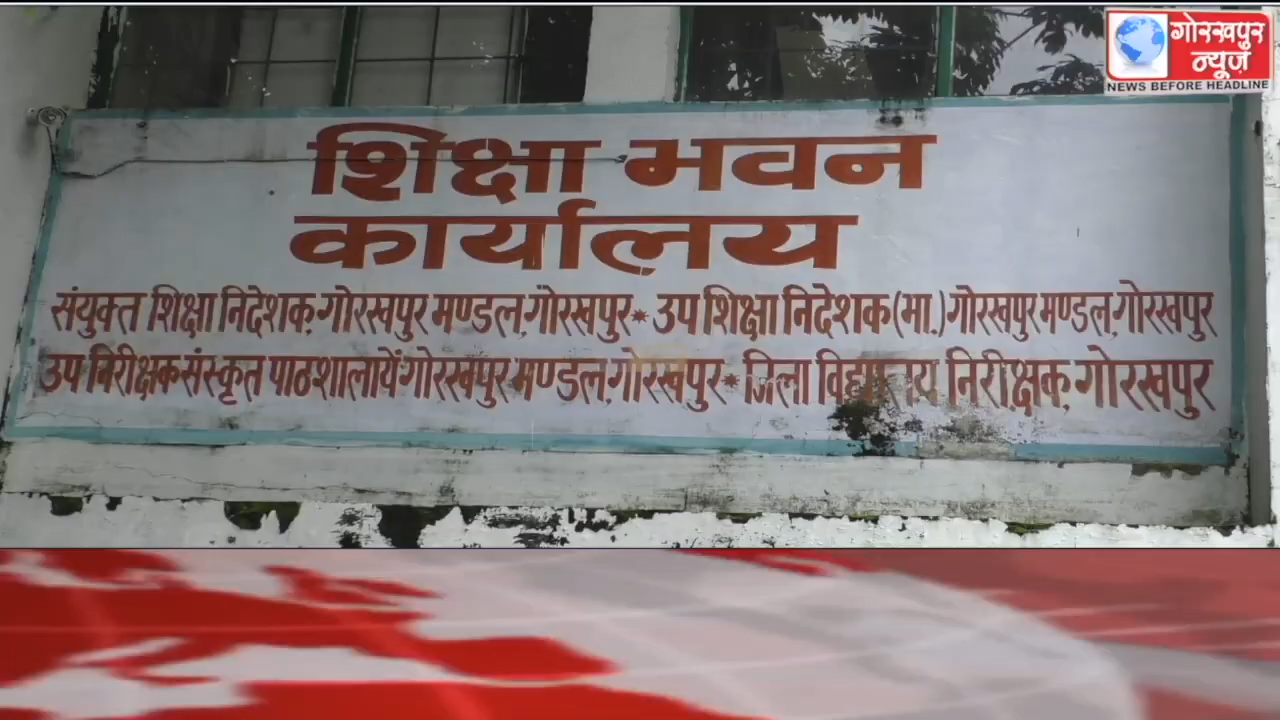 गोरखपुर
न्यूज़
NEWS BEFORE HEADLINE
शिक्षा भवन
कार्यालय
संयुक्त शिक्षा निदेशक, गोरखपुर मण्डल, गोरखपुर * उप शिक्षा निदेशक (मा.) गोरखपुर मण्डल, गोरखपुर
उप निरीक्षक संस्कृत पाठशालायें गोरखपुर मण्डल, गोरखपुर * जिला विद्यालय निरीक्षक, गोरखपुर